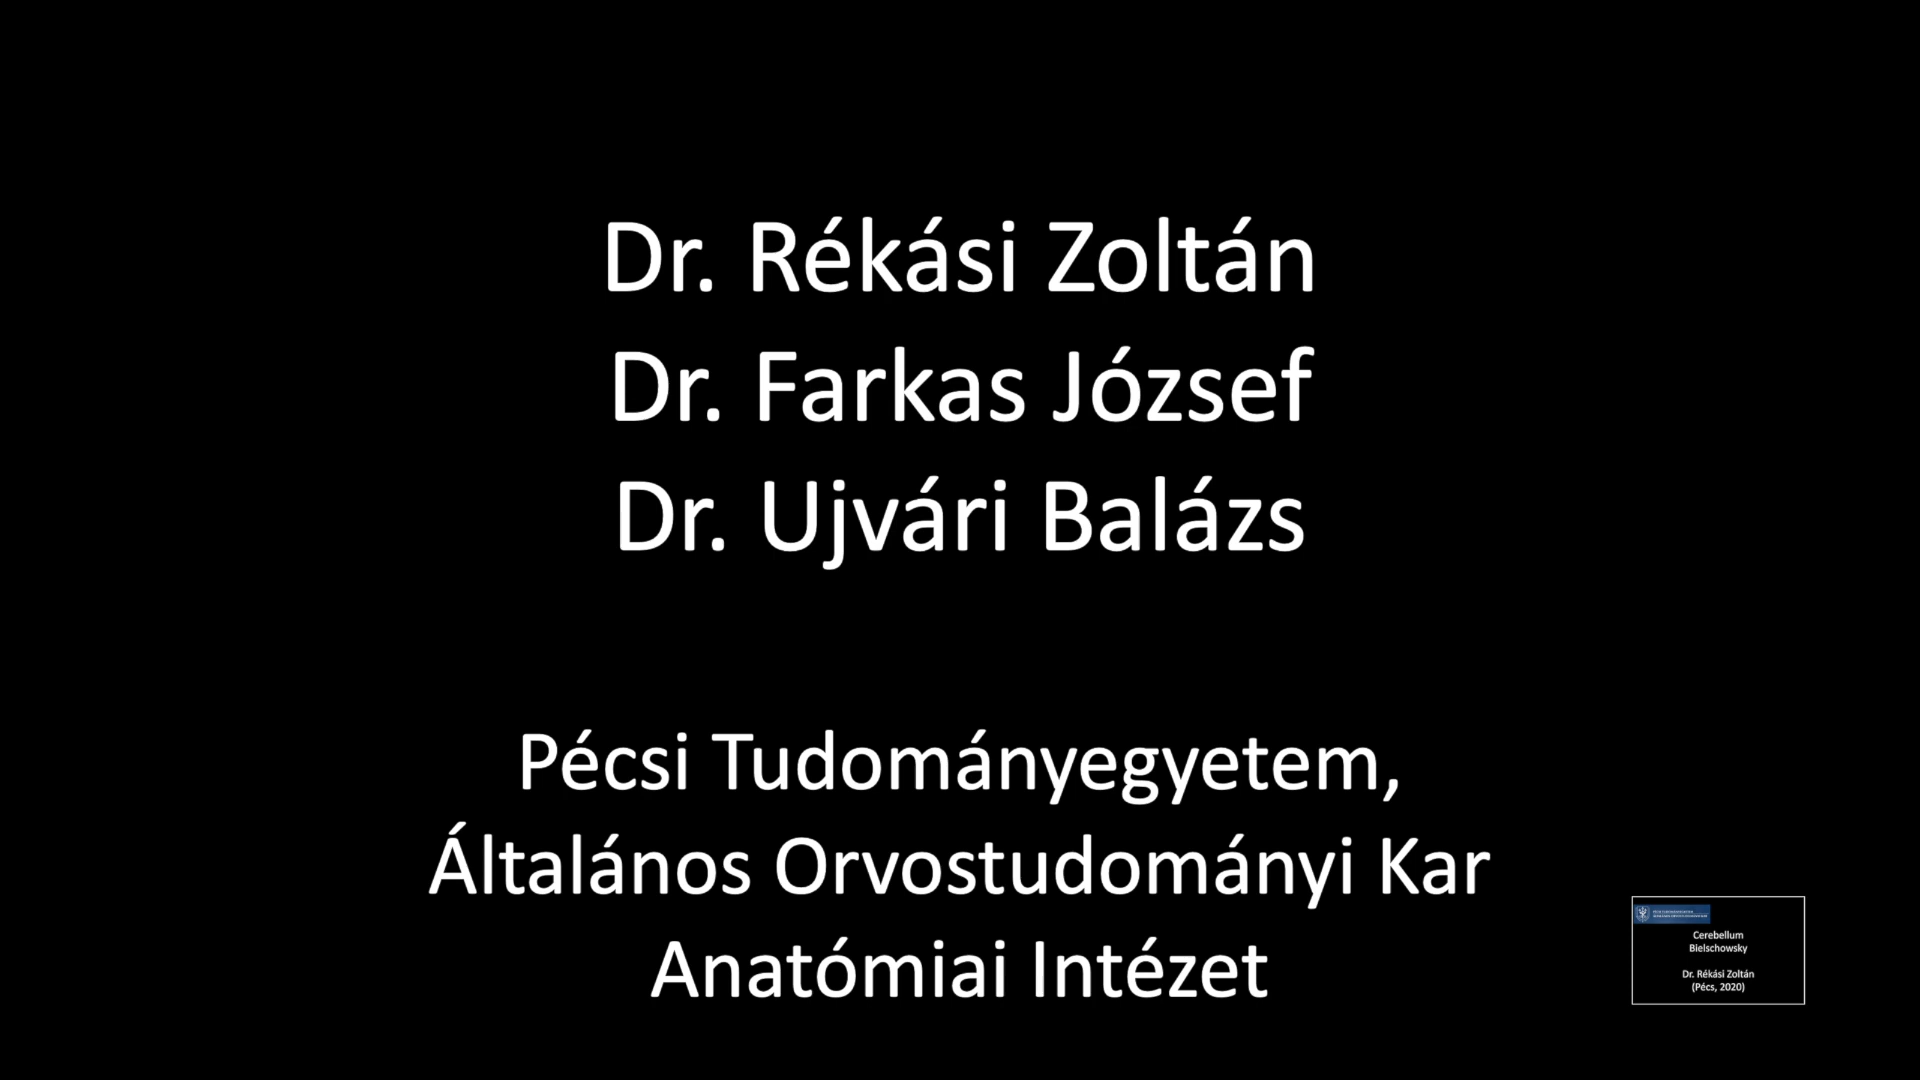 Dr. Rékási Zoltán
Dr. Farkas József
Dr. Ujvári Balázs
Pécsi Tudományegyetem,
Általános Orvostudományi Kar
Anatómiai Intézet
Cerebellum
Bielschowsky
Dr. Rékási Zoltán
(Pécs, 2020)